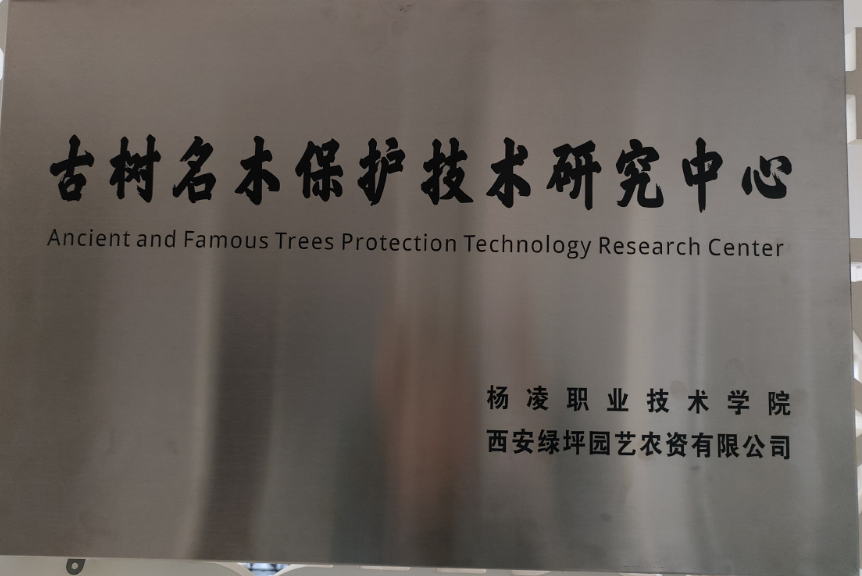 古树名木保护技术研究中心
Ancient and Famous Trees Protection Technology Research Center
杨凌职业技术学院
西安绿坪园艺农资有限公司